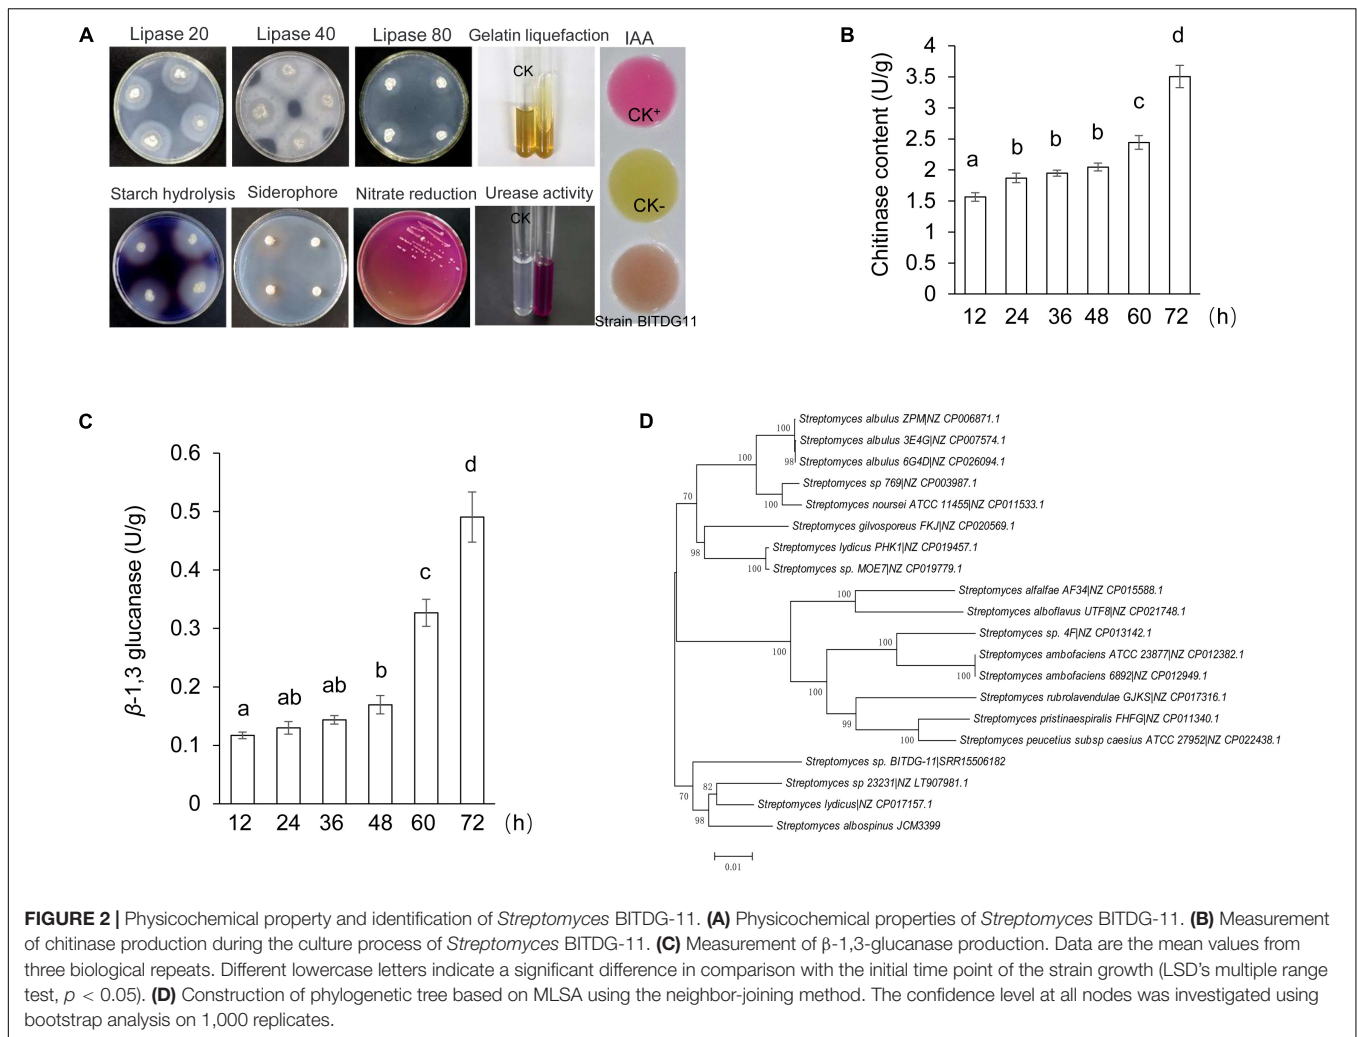 A
Lipase 20
Lipase 40
Lipase 80
Gelatin liquefaction
IAA
CK
CK+
CK-
Starch hydrolysis
Siderophore
Nitrate reduction
Urease activity
CK
Strain BITDG11
B
Chitinase content (U/g)
4
3.5
3
2.5
2
1.5
1
0.5
0
a
b
b
b
c
d
12 24 36 48 60 72 (h)
C
β-1,3 glucanase (U/g)
0.6
0.5
0.4
0.3
0.2
0.1
0
a
ab
ab
b
c
d
12 24 36 48 60 72 (h)
D
Streptomyces albulus ZPM|NZ CP006871.1
Streptomyces albulus 3E4G|NZ CP007574.1
Streptomyces albulus 6G4D|NZ CP026094.1
Streptomyces sp 769|NZ CP003987.1
Streptomyces noursei ATCC 11455|NZ CP011533.1
Streptomyces gilvosporeus FKJ|NZ CP020569.1
Streptomyces lydicus PHK1|NZ CP019457.1
Streptomyces sp. MOE7|NZ CP019779.1
Streptomyces alfalfae AF34|NZ CP015588.1
Streptomyces alboflavus UTF8|NZ CP021748.1
Streptomyces sp. 4F|NZ CP013142.1
Streptomyces ambofaciens ATCC 23877|NZ CP012382.1
Streptomyces ambofaciens 6892|NZ CP012949.1
Streptomyces rubrolavendulae GJKS|NZ CP017316.1
Streptomyces pristinaespiralis FHFG|NZ CP011340.1
Streptomyces peucetius subsp caesius ATCC 27952|NZ CP022438.1
Streptomyces sp. BITDG-11|SRR15506182
Streptomyces sp 23231|NZ LT907981.1
Streptomyces lydicus|NZ CP017157.1
Streptomyces albospinus JCM3399
100
98
100
100
70
98
100
100
100
100
100
100
99
100
82
70
98
0.01
FIGURE 2 | Physicochemical property and identification of Streptomyces BITDG-11. (A) Physicochemical properties of Streptomyces BITDG-11. (B) Measurement
of chitinase production during the culture process of Streptomyces BITDG-11. (C) Measurement of β-1,3-glucanase production. Data are the mean values from
three biological repeats. Different lowercase letters indicate a significant difference in comparison with the initial time point of the strain growth (LSD's multiple range
test, p < 0.05). (D) Construction of phylogenetic tree based on MLSA using the neighbor-joining method. The confidence level at all nodes was investigated using
bootstrap analysis on 1,000 replicates.